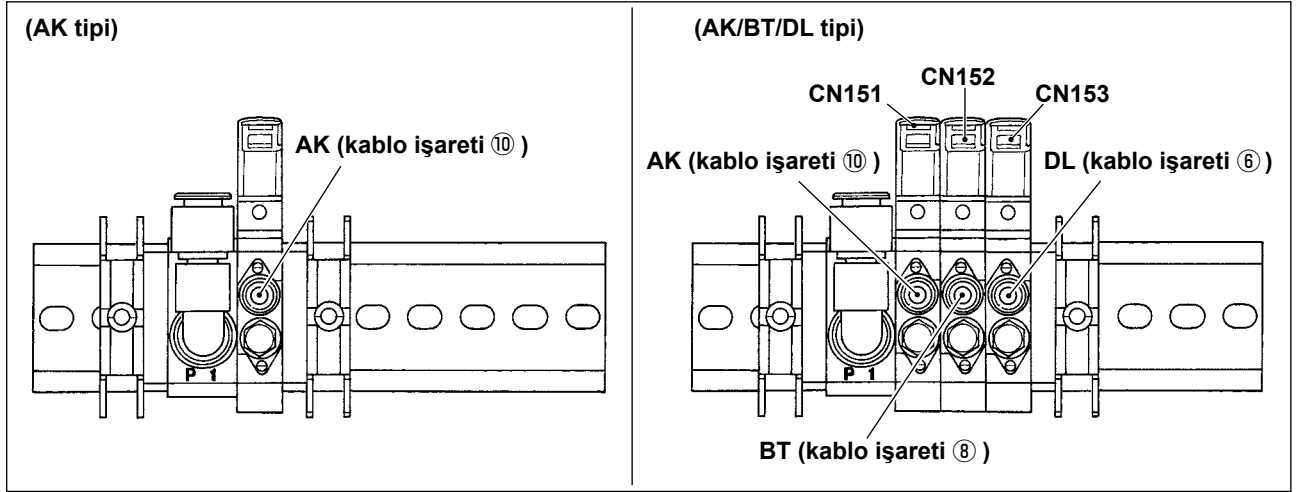 (AK tipi)
AK (kablo işareti ⑩ )
P 1
(AK/BT/DL tipi)
CN151
CN152
CN153
AK (kablo işareti ⑩ )
DL (kablo işareti ⑥ )
P 1
BT (kablo işareti ⑧ )